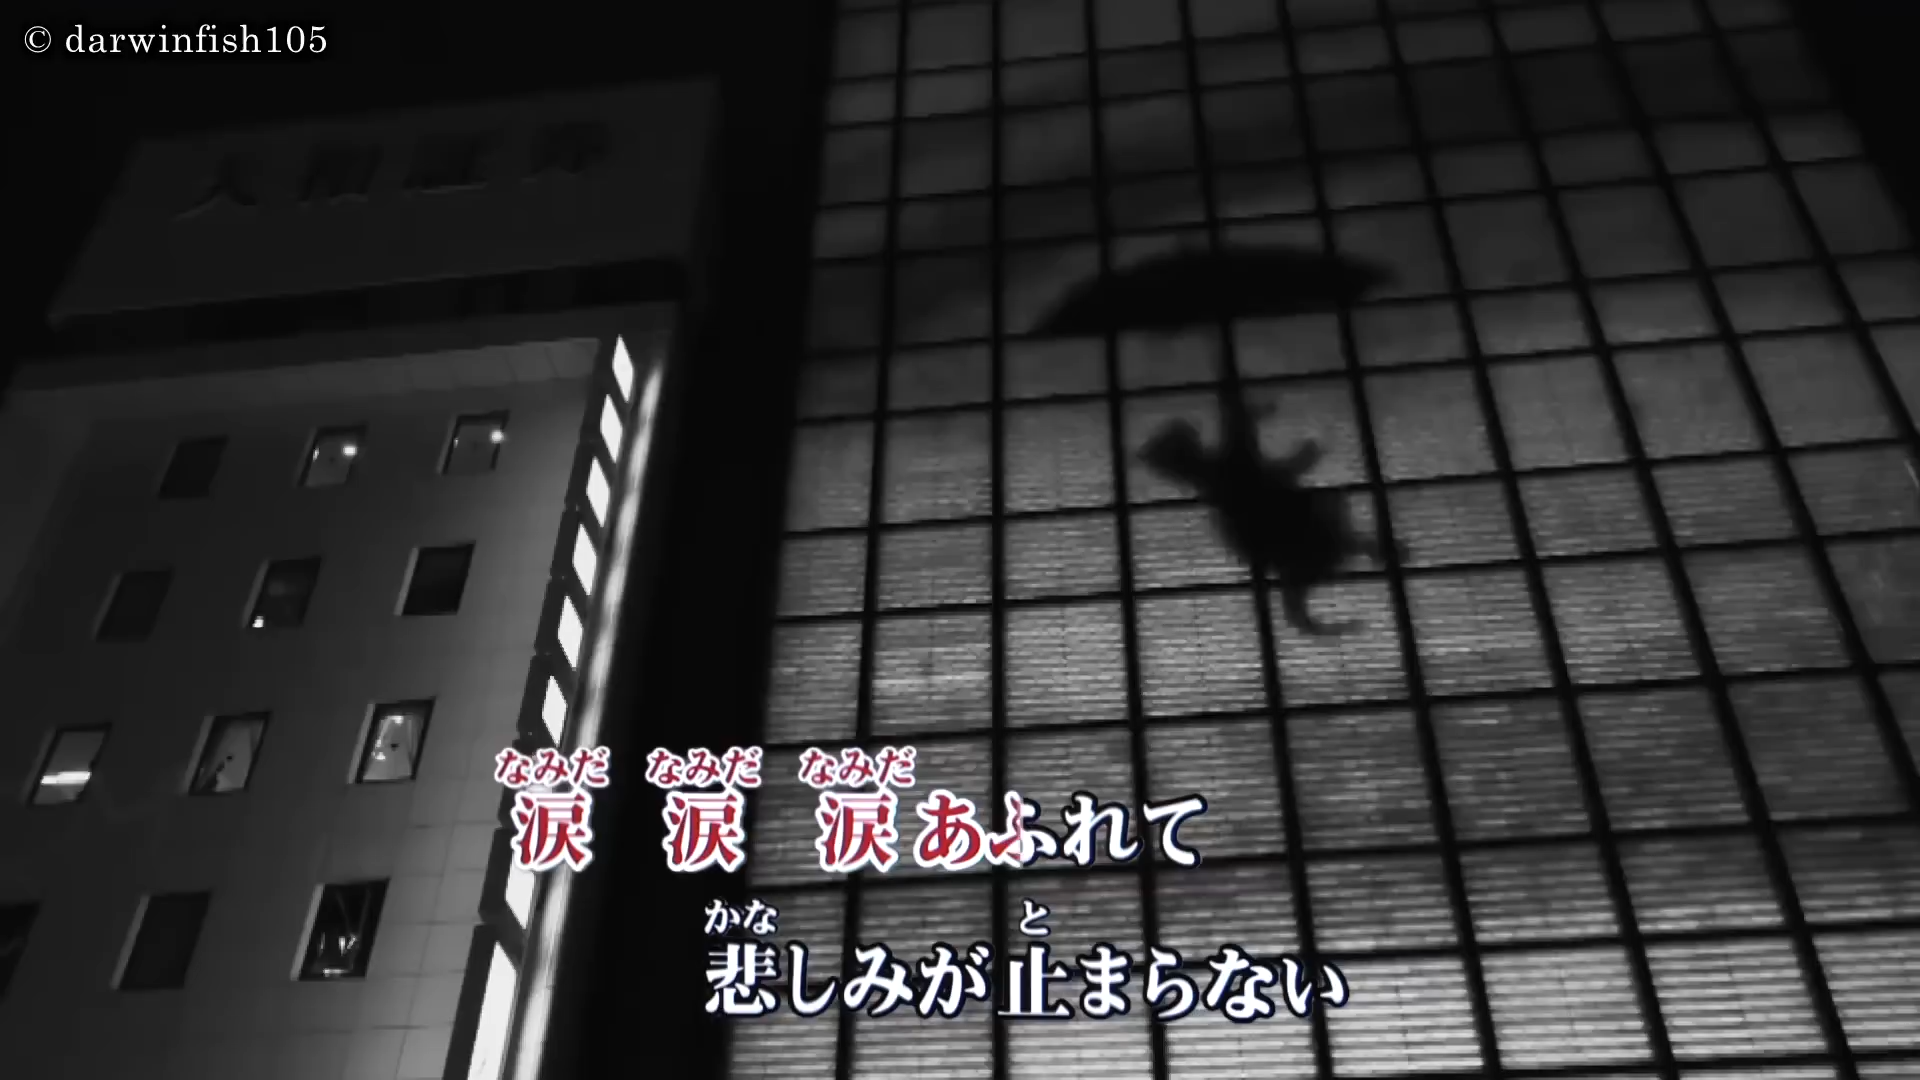 © darwinfish105
なみだ なみだ なみだ
涙 涙 涙あふれて
かな と
悲しみが止まらない